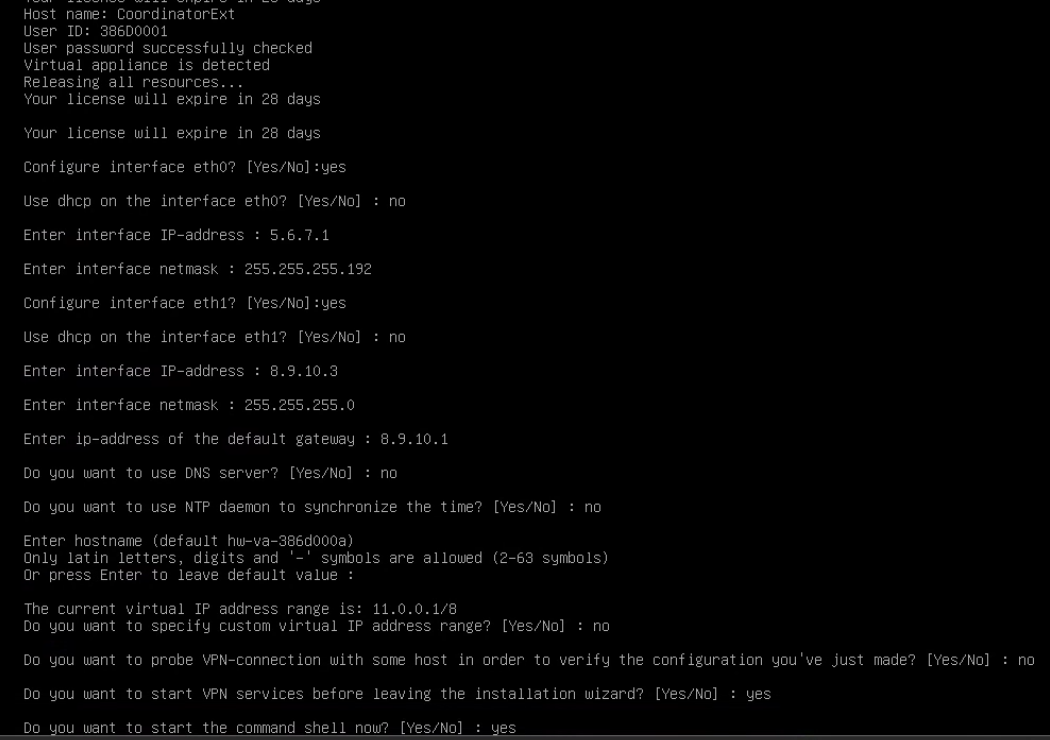 Your license will expire in 28 days
Host name: CoordinatorExt
User ID: 386D0001
User password successfully checked
Virtual appliance is detected
Releasing all resources...
Your license will expire in 28 days
Your license will expire in 28 days
Configure interface eth0? [Yes/No]:yes
Use dhcp on the interface eth0? [Yes/No] : no
Enter interface IP-address : 5.6.7.1
Enter interface netmask : 255.255.255.192
Configure interface eth1? [Yes/No]:yes
Use dhcp on the interface eth1? [Yes/No] : no
Enter interface IP-address : 8.9.10.3
Enter interface netmask : 255.255.255.0
Enter ip-address of the default gateway : 8.9.10.1
Do you want to use DNS server? [Yes/No] : no
Do you want to use NTP daemon to synchronize the time? [Yes/No] : no
Enter hostname (default hw-va-386d000a)
Only latin letters, digits and '-' symbols are allowed (2-63 symbols)
Or press Enter to leave default value :
The current virtual IP address range is: 11.0.0.1/8
Do you want to specify custom virtual IP address range? [Yes/No] : no
Do you want to probe VPN-connection with some host in order to verify the configuration you've just made? [Yes/No] : no
Do you want to start VPN services before leaving the installation wizard? [Yes/No] : yes
Do you want to start the command shell now? [Yes/No] : yes